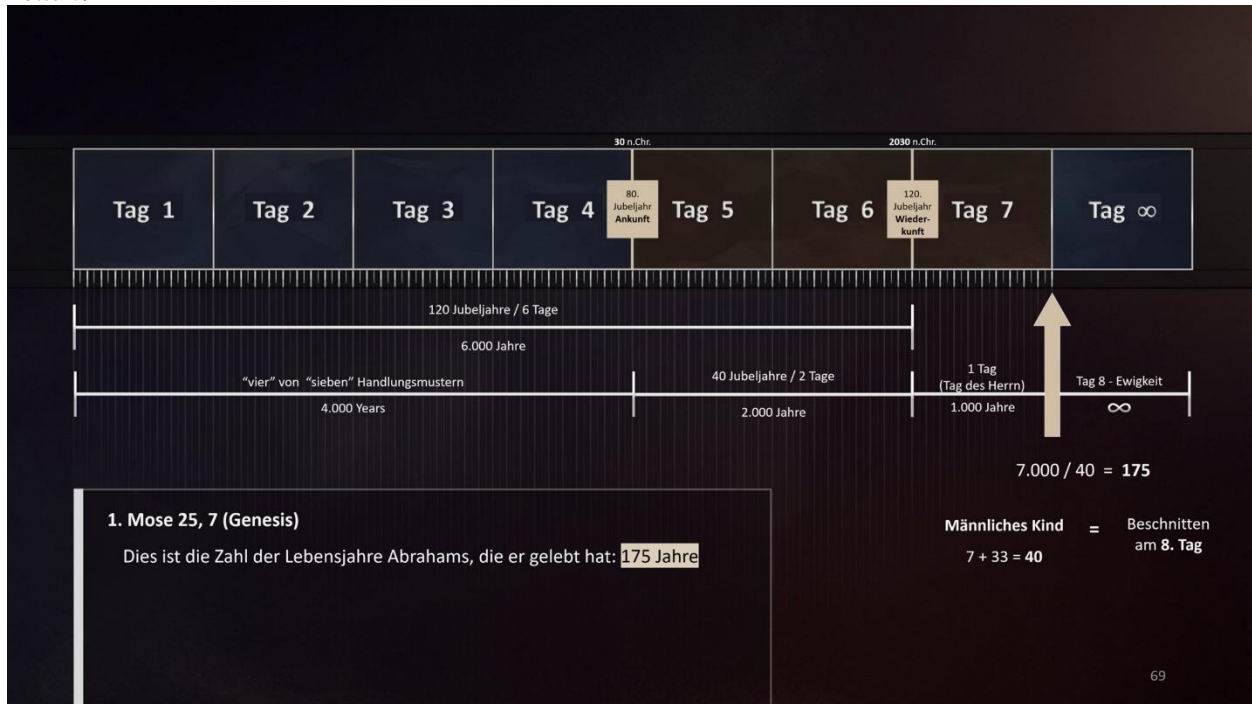 30 n.Chr.
2030 n.Chr.
Tag 1
Tag 2
Tag 3
Tag 4
80.
Jubeljahr
Ankunft
Tag 5
Tag 6
120.
Jubeljahr
Wieder-
kunft
Tag 7
Tag ∞
120 Jubeljahre / 6 Tage
6.000 Jahre
"vier" von "sieben" Handlungsmustern
4.000 Years
40 Jubeljahre / 2 Tage
2.000 Jahre
1 Tag
(Tag des Herrn)
1.000 Jahre
Tag 8 - Ewigkeit
∞
7.000 / 40 = 175
1. Mose 25, 7 (Genesis)
Dies ist die Zahl der Lebensjahre Abrahams, die er gelebt hat: 175 Jahre
Männliches Kind = Beschnitten
am 8. Tag
7 + 33 = 40
69